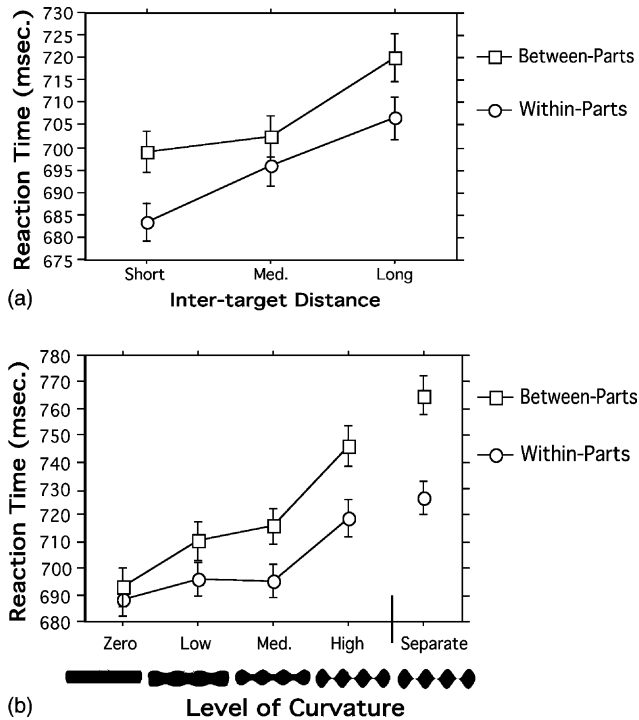 730
725
720
715
710
705
700
695
690
685
680
675
Reaction Time (msec.)
Between-Parts
Within-Parts
Short Med. Long
(a) Inter-target Distance
780
770
760
750
740
730
720
710
700
690
680
Reaction Time (msec.)
Between-Parts
Within-Parts
Zero Low Med. High Separate
(b) Level of Curvature